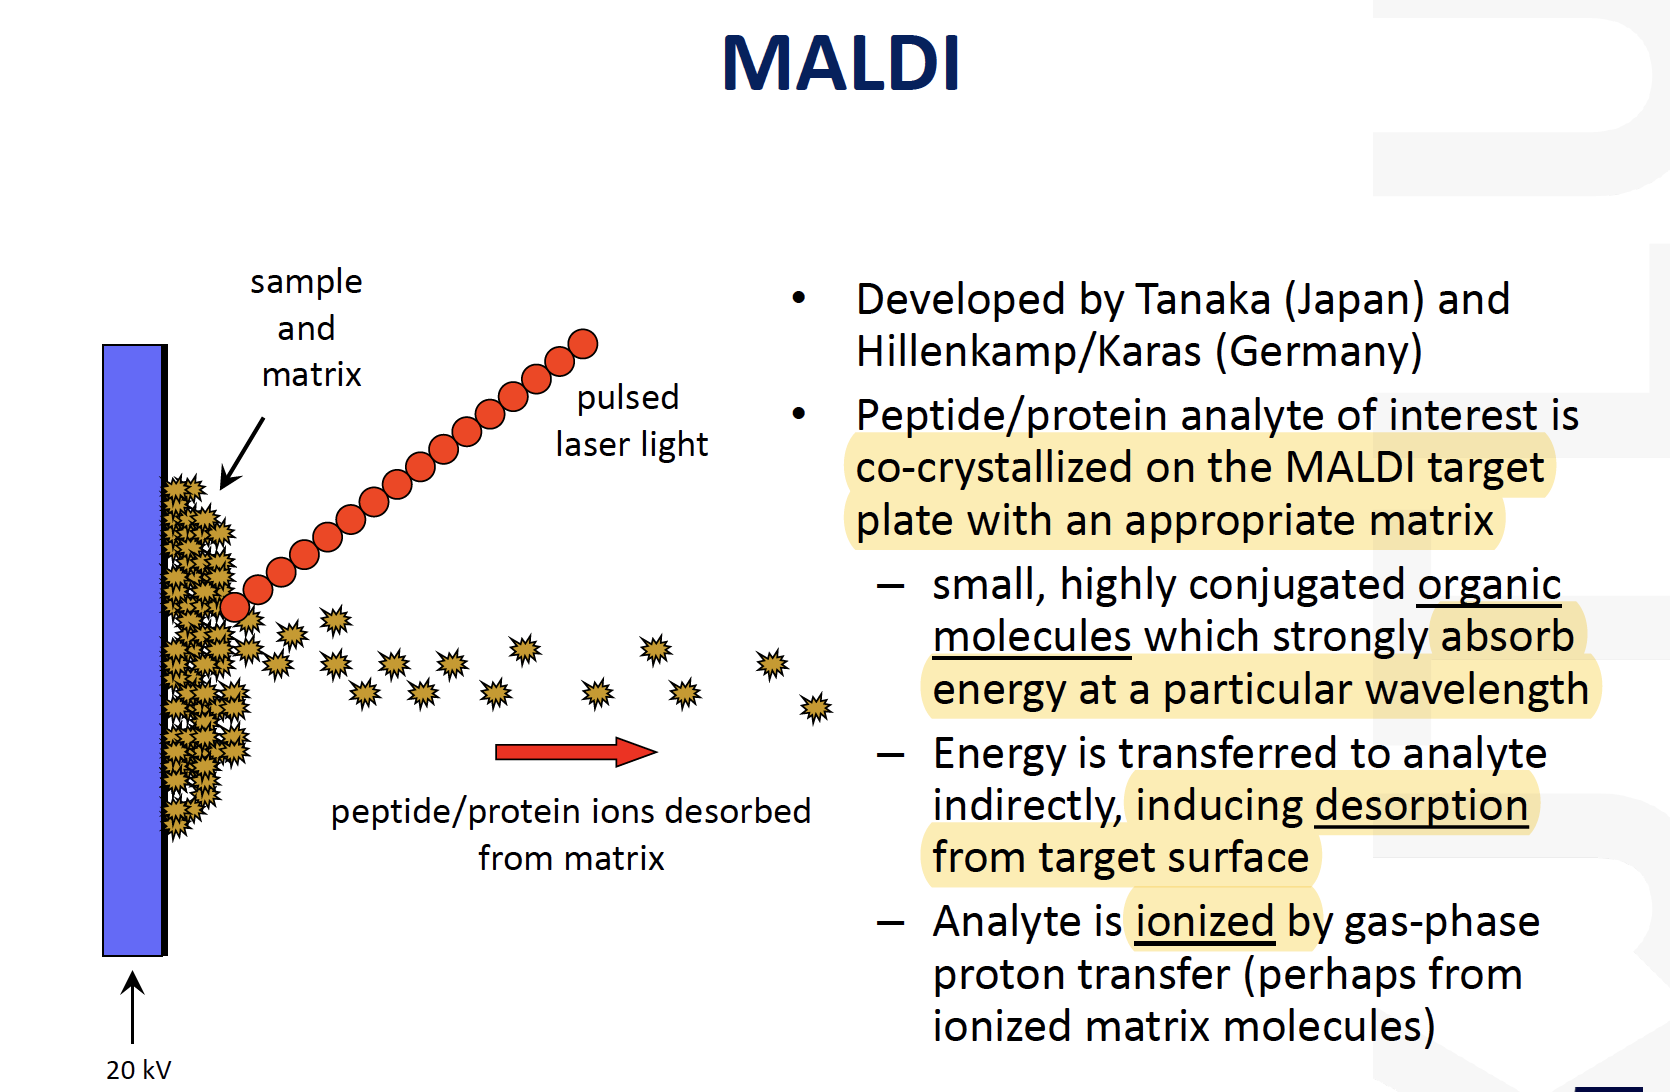 MALDI
sample
and
matrix
pulsed
laser light
peptide/protein ions desorbed
from matrix
20 kV
• Developed by Tanaka (Japan) and
Hillenkamp/Karas (Germany)
• Peptide/protein analyte of interest is
co-crystallized on the MALDI target
plate with an appropriate matrix
– small, highly conjugated organic
molecules which strongly absorb
energy at a particular wavelength
– Energy is transferred to analyte
indirectly, inducing desorption
from target surface
– Analyte is ionized by gas-phase
proton transfer (perhaps from
ionized matrix molecules)